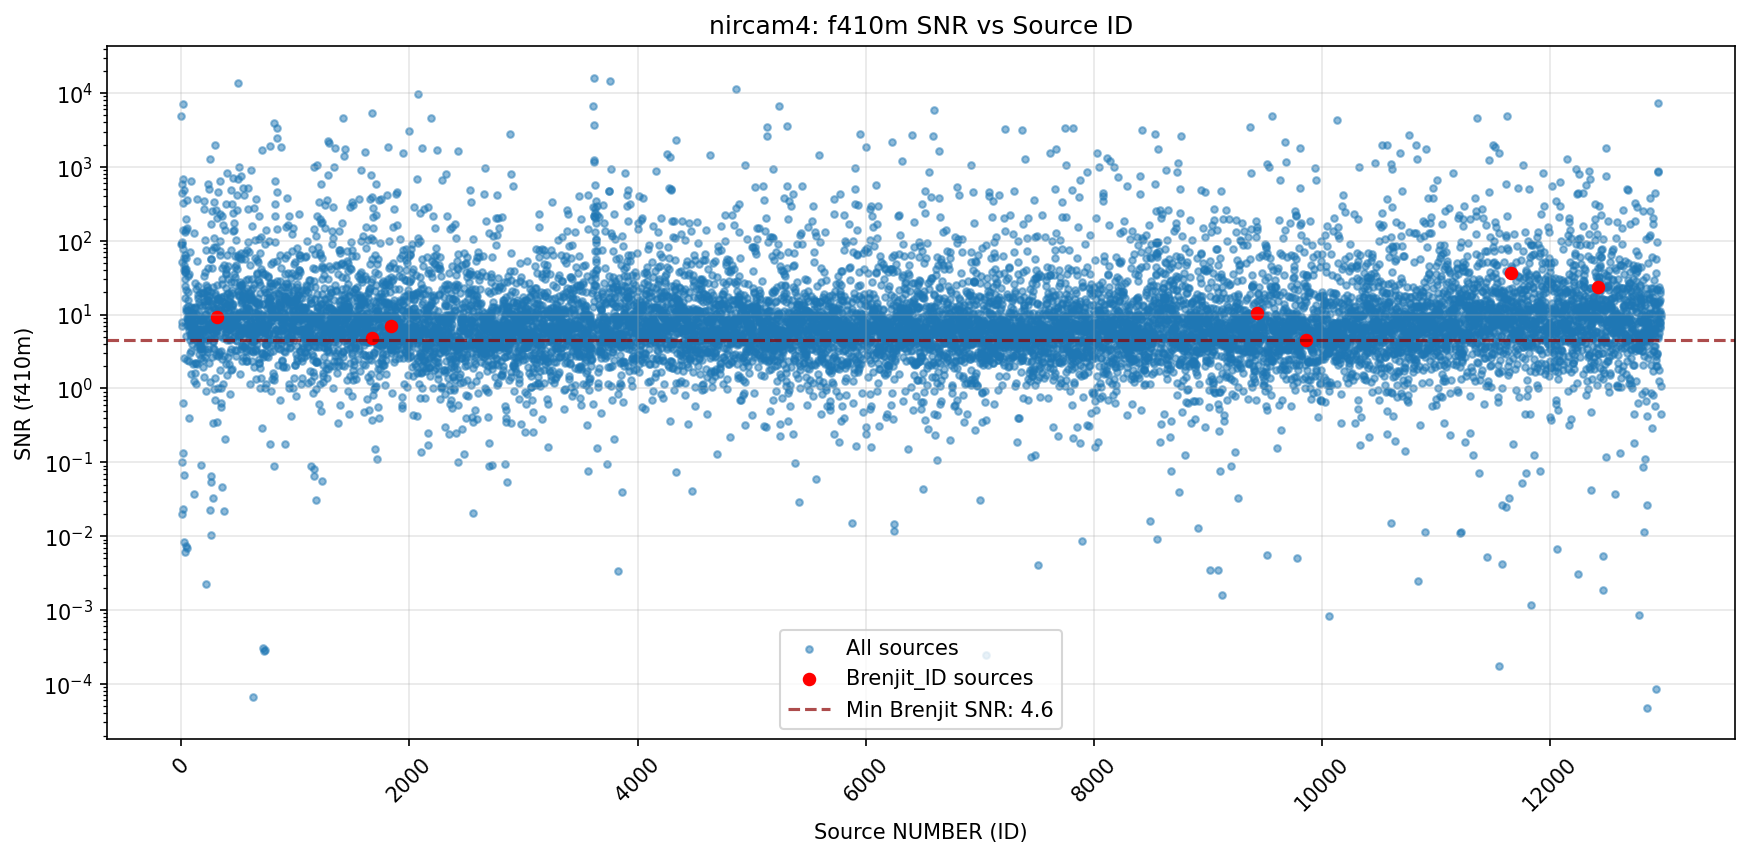 nircam4: f410m SNR vs Source ID
SNR (f410m)
10⁴
10³
10²
10¹
10⁰
10⁻¹
10⁻²
10⁻³
10⁻⁴
All sources
Brenjit_ID sources
Min Brenjit SNR: 4.6
0
2000
4000
6000
8000
10000
12000
Source NUMBER (ID)